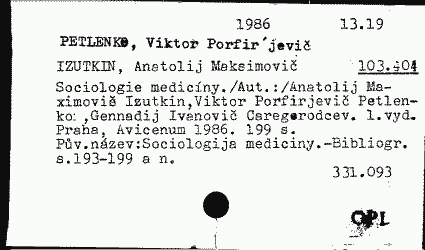 1986 13.19
PETLENKO, Viktor Porfir´jevič
IZUTKIN, Anatolij Maksimovič 103.404
Sociologie medicíny./Aut.:/Anatolij Ma-
ximovič Izutkin,Viktor Porfirjevič Petlen-
ko: ,Gennadij Ivanovič Caregorodcev. 1.vyd.
Praha, Avicenum 1986. 199 s.
Pův.název:Sociologija mediciny.-Bibliogr.
s.193-199 a n.
331.093
OPL